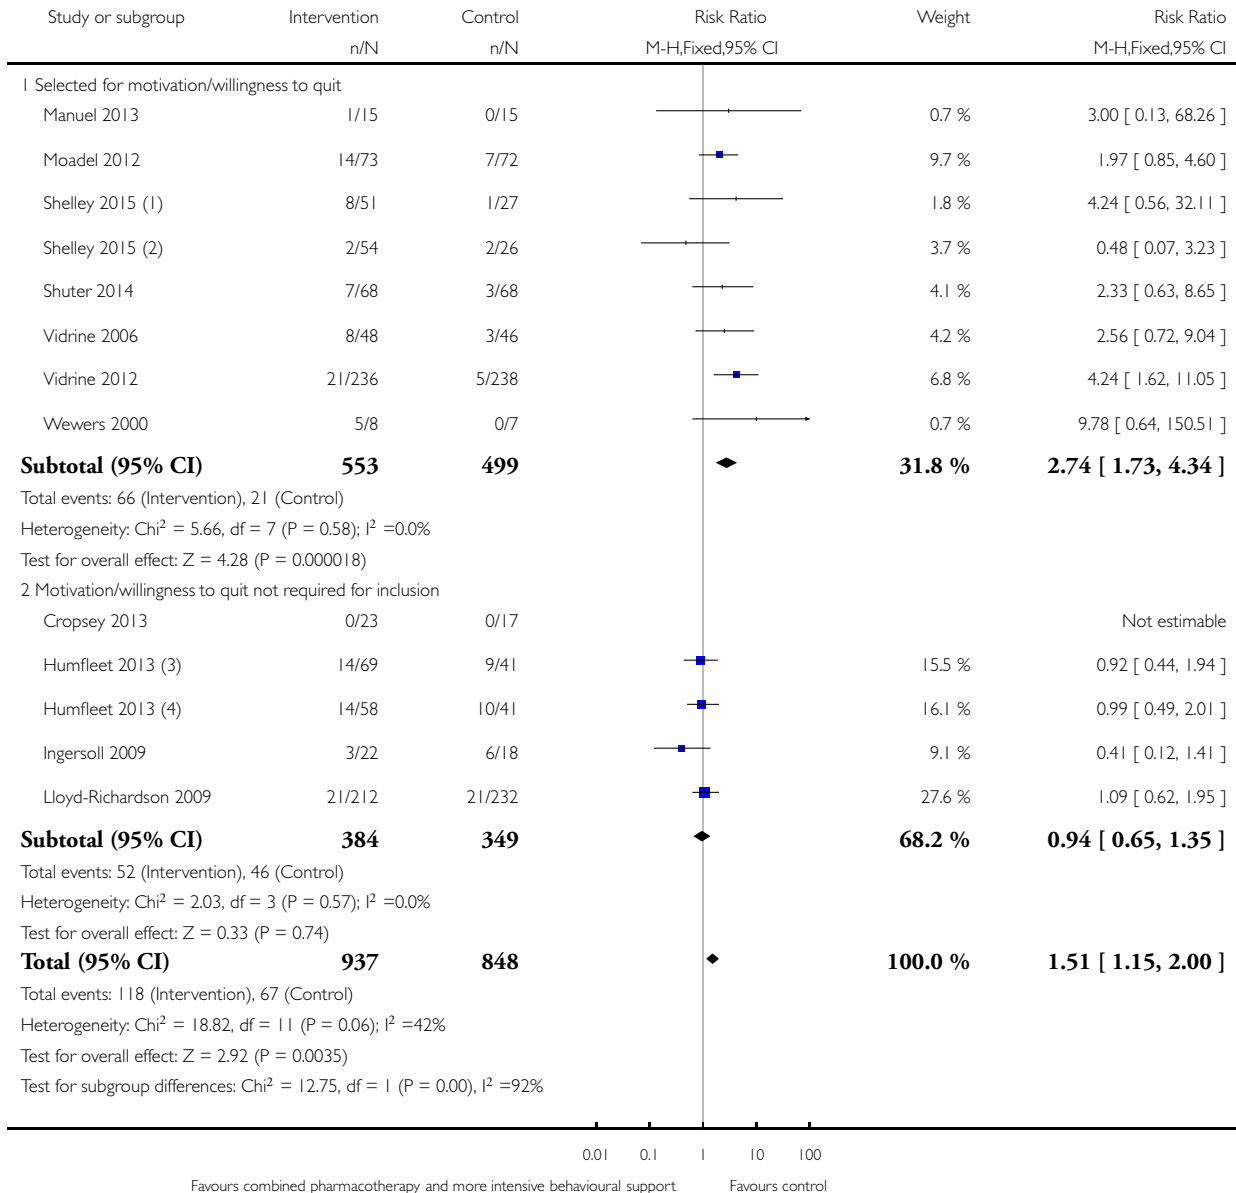 Study or subgroup Intervention Control Risk Ratio Weight Risk Ratio
n/N n/N M-H,Fixed,95% CI M-H,Fixed,95% CI
1 Selected for motivation/willingness to quit
Manuel 2013 1/15 0/15 0.7 % 3.00 [ 0.13, 68.26 ]
Moadel 2012 14/73 7/72 9.7 % 1.97 [ 0.85, 4.60 ]
Shelley 2015 (1) 8/51 1/27 1.8 % 4.24 [ 0.56, 32.11 ]
Shelley 2015 (2) 2/54 2/26 3.7 % 0.48 [ 0.07, 3.23 ]
Shuter 2014 7/68 3/68 4.1 % 2.33 [ 0.63, 8.65 ]
Vidrine 2006 8/48 3/46 4.2 % 2.56 [ 0.72, 9.04 ]
Vidrine 2012 21/236 5/238 6.8 % 4.24 [ 1.62, 11.05 ]
Wewers 2000 5/8 0/7 0.7 % 9.78 [ 0.64, 150.51 ]
Subtotal (95% CI) 553 499 31.8 % 2.74 [ 1.73, 4.34 ]
Total events: 66 (Intervention), 21 (Control)
Heterogeneity: Chi² = 5.66, df = 7 (P = 0.58); I² =0.0%
Test for overall effect: Z = 4.28 (P = 0.000018)
2 Motivation/willingness to quit not required for inclusion
Cropsey 2013 0/23 0/17 Not estimable
Humfleet 2013 (3) 14/69 9/41 15.5 % 0.92 [ 0.44, 1.94 ]
Humfleet 2013 (4) 14/58 10/41 16.1 % 0.99 [ 0.49, 2.01 ]
Ingersoll 2009 3/22 6/18 9.1 % 0.41 [ 0.12, 1.41 ]
Lloyd-Richardson 2009 21/212 21/232 27.6 % 1.09 [ 0.62, 1.95 ]
Subtotal (95% CI) 384 349 68.2 % 0.94 [ 0.65, 1.35 ]
Total events: 52 (Intervention), 46 (Control)
Heterogeneity: Chi² = 2.03, df = 3 (P = 0.57); I² =0.0%
Test for overall effect: Z = 0.33 (P = 0.74)
Total (95% CI) 937 848 100.0 % 1.51 [ 1.15, 2.00 ]
Total events: 118 (Intervention), 67 (Control)
Heterogeneity: Chi² = 18.82, df = 11 (P = 0.06); I² =42%
Test for overall effect: Z = 2.92 (P = 0.0035)
Test for subgroup differences: Chi² = 12.75, df = 1 (P = 0.00), I² =92%
0.01 0.1 1 10 100
Favours combined pharmacotherapy and more intensive behavioural support Favours control